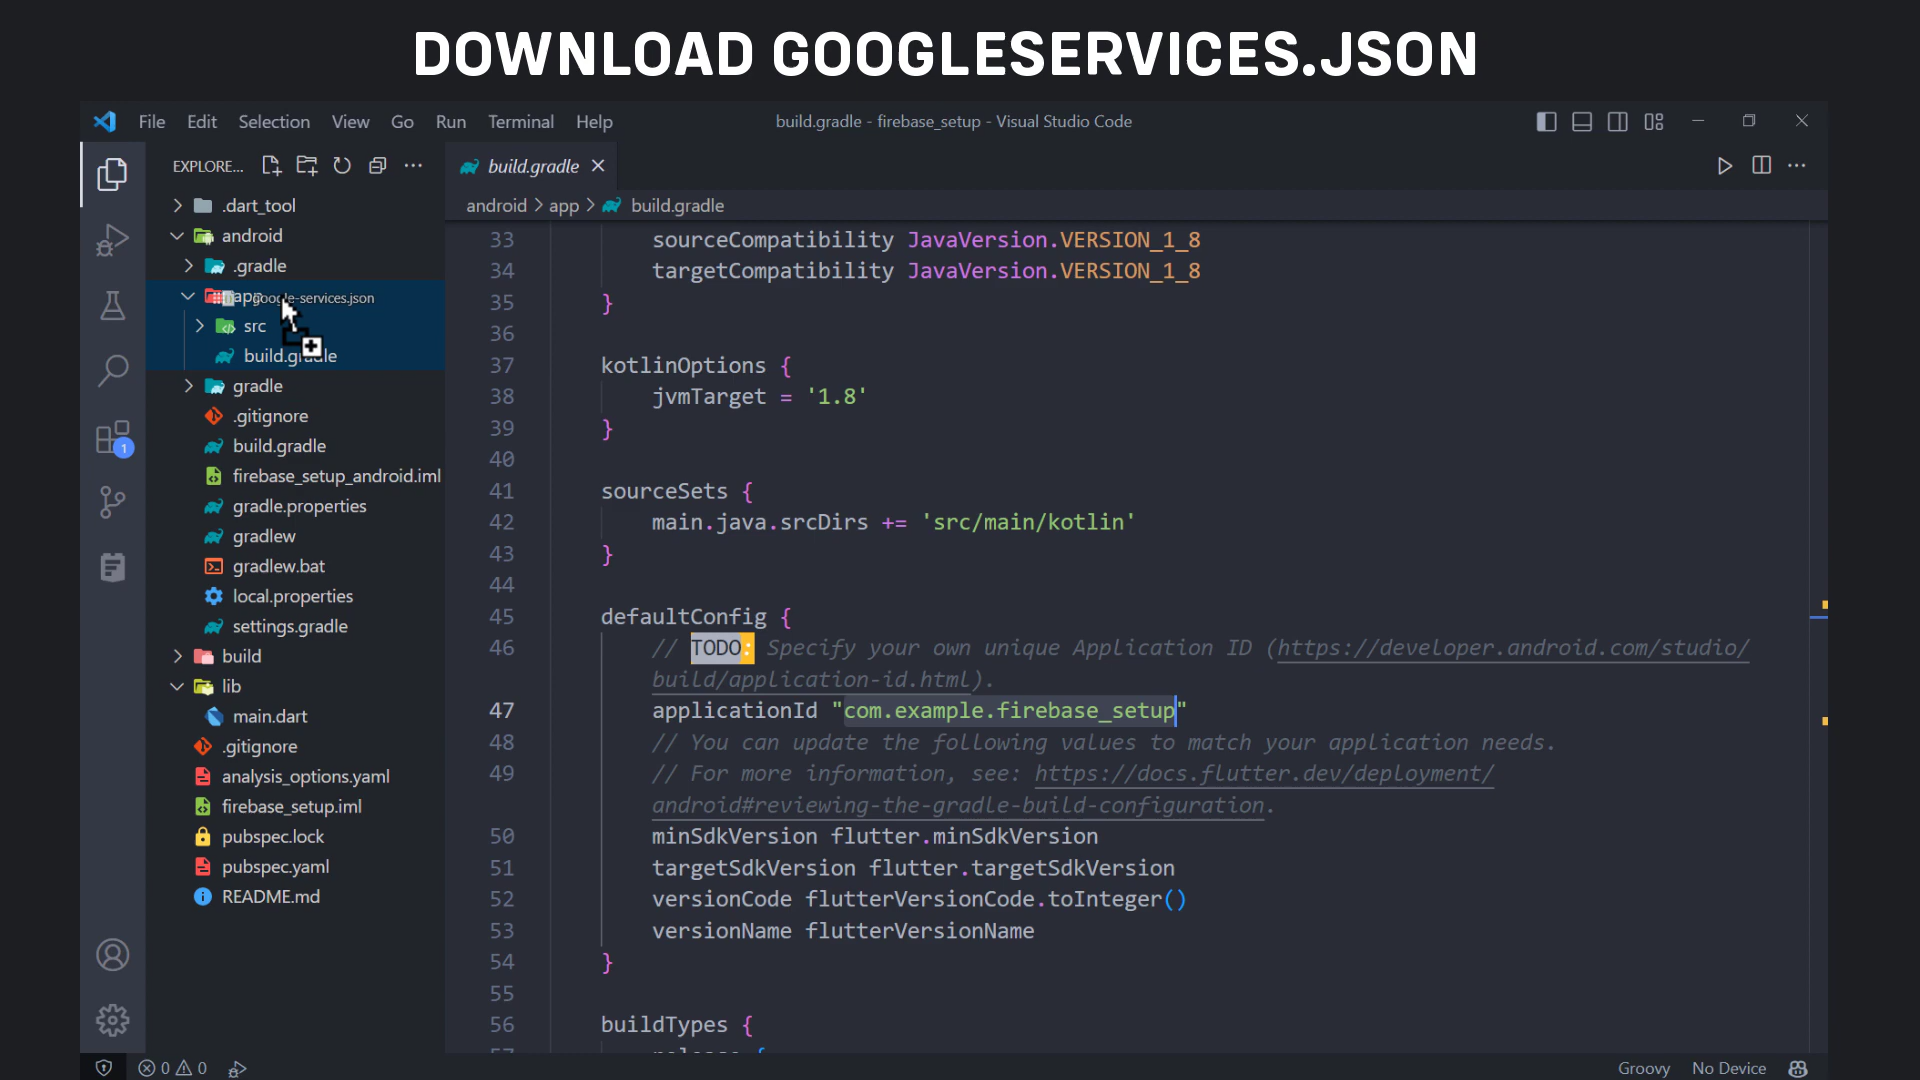 DOWNLOAD GOOGLESERVICES.JSON
File Edit Selection View Go Run Terminal Help
build.gradle - firebase_setup - Visual Studio Code
EXPLORE...
build.gradle
.dart_tool
android > app > build.gradle
android
.gradle
app
google-services.json
src
build.gradle
gradle
.gitignore
build.gradle
firebase_setup_android.iml
gradle.properties
gradlew
gradlew.bat
local.properties
settings.gradle
build
lib
main.dart
.gitignore
analysis_options.yaml
firebase_setup.iml
pubspec.lock
pubspec.yaml
README.md
1
33 sourceCompatibility JavaVersion.VERSION_1_8
34 targetCompatibility JavaVersion.VERSION_1_8
35 }
36
37 kotlinOptions {
38 jvmTarget = '1.8'
39 }
40
41 sourceSets {
42 main.java.srcDirs += 'src/main/kotlin'
43 }
44
45 defaultConfig {
46 // TODO: Specify your own unique Application ID (https://developer.android.com/studio/
build/application-id.html).
47 applicationId "com.example.firebase_setup"
48 // You can update the following values to match your application needs.
49 // For more information, see: https://docs.flutter.dev/deployment/
android#reviewing-the-gradle-build-configuration.
50 minSdkVersion flutter.minSdkVersion
51 targetSdkVersion flutter.targetSdkVersion
52 versionCode flutterVersionCode.toInteger()
53 versionName flutterVersionName
54 }
55
56 buildTypes {
57 release {
0 0
Groovy No Device